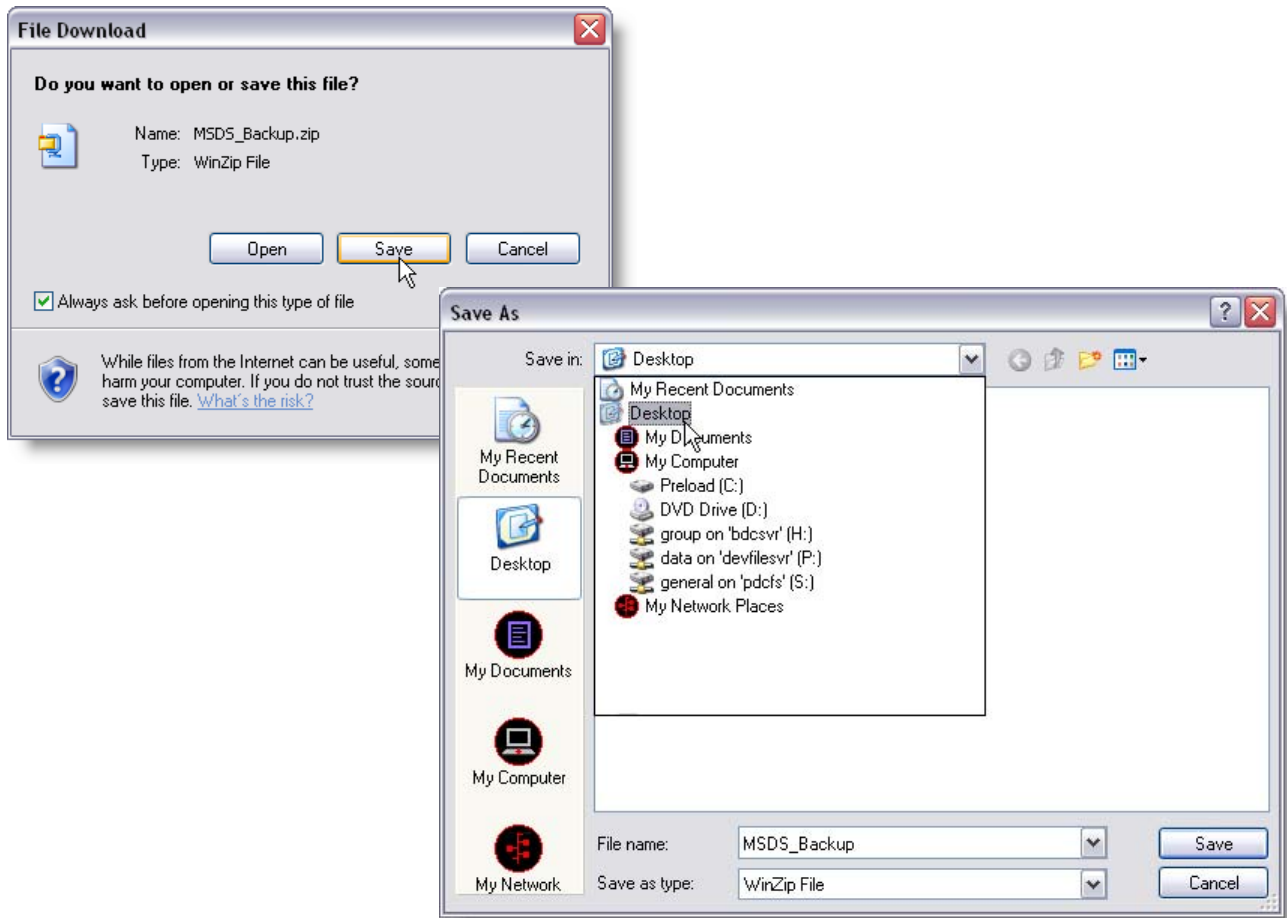 File Download
Do you want to open or save this file?
Name: MSDS_Backup.zip
Type: WinZip File
Open Save Cancel
Always ask before opening this type of file
While files from the Internet can be useful, some
harm your computer. If you do not trust the
save this file. What's the risk?
Save As
Save in: Desktop
My Recent Documents
Desktop
My Documents
My Computer
Preload (C:)
DVD Drive (D:)
group on 'bdcsvr' (H:)
data on 'devfilesvr' (P:)
general on 'pdcfs' (S:)
My Network Places
My Recent
Documents
Desktop
My Documents
My Computer
My Network
File name: MSDS_Backup Save
Save as type: WinZip File Cancel